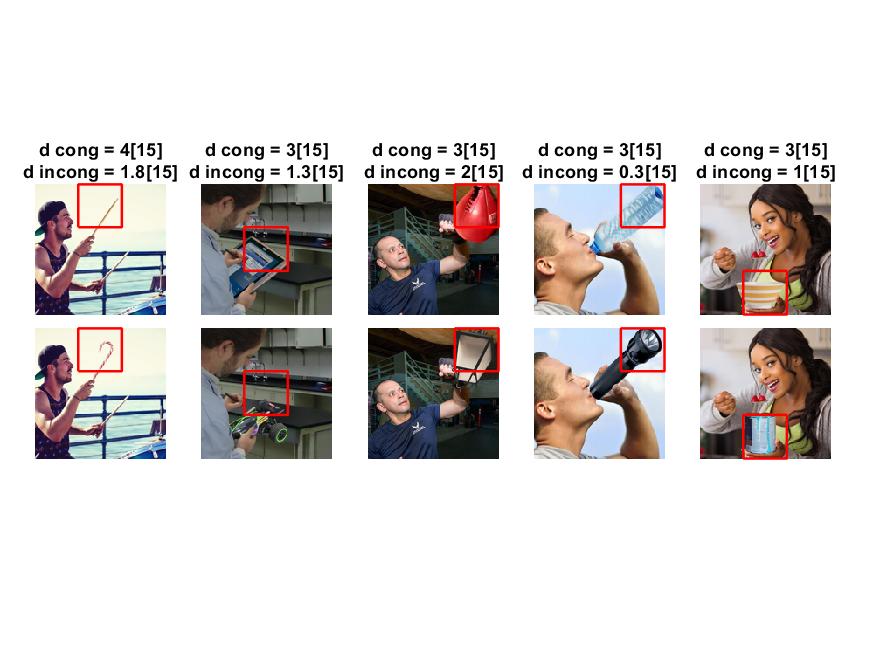 d cong = 4[15]
d incong = 1.8[15]
d cong = 3[15]
d incong = 1.3[15]
d cong = 3[15]
d incong = 2[15]
d cong = 3[15]
d incong = 0.3[15]
d cong = 3[15]
d incong = 1[15]